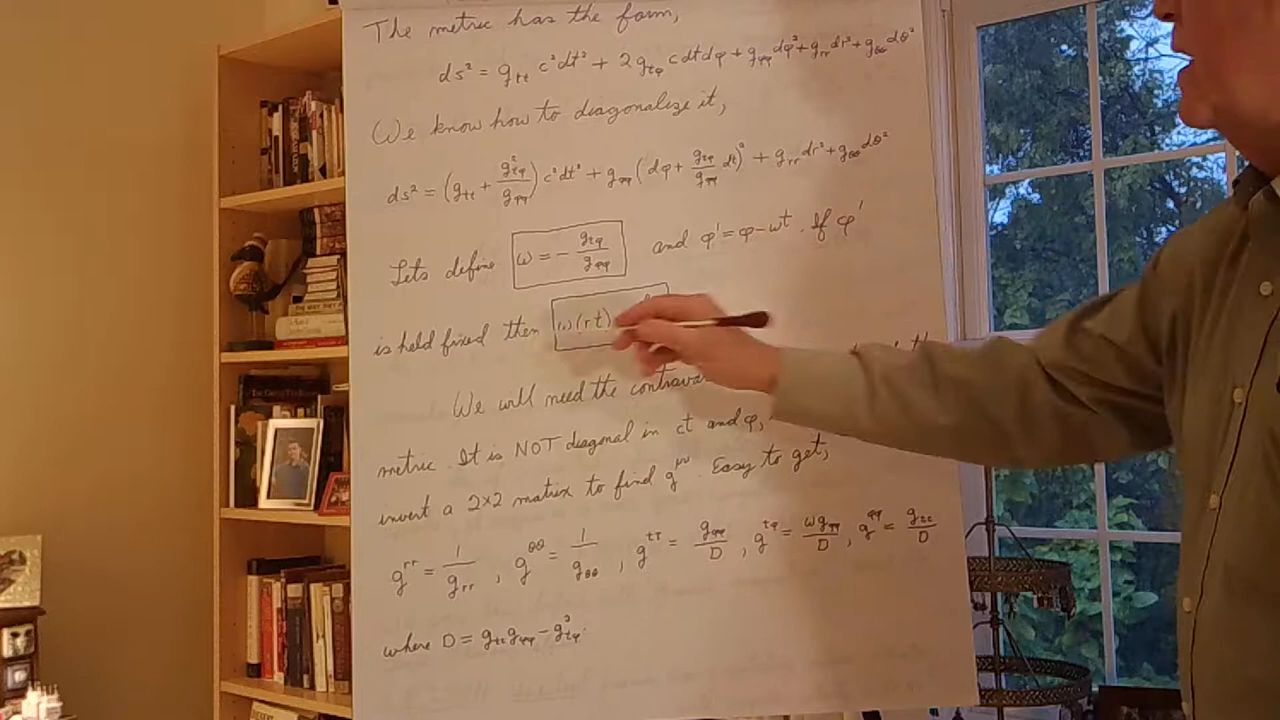 The metric has the form,
ds² = g_tt c²dt² + 2g_tφ cdtdφ + g_φφ dφ² + g_rr dr² + g_θθ dθ²
We know how to diagonalize it,
ds² = (g_tt + g²_tφ/g_φφ) c²dt² + g_φφ (dφ + g_tφ/g_φφ dt)² + g_rr dr² + g_θθ dθ²
Lets define ω = - g_tφ/g_φφ and φ' = φ - ωt. If φ'
is held fixed then ω(rt)
We will need the
metric. It is NOT diagonal in ct and φ,
invert a 2×2 matrix to find g^μν. Easy to get,
g^rr = 1/g_rr , g^θθ = 1/g_θθ , g^tt = g_φφ/D , g^tφ = ωg_φφ/D , g^φφ = g_tt/D
where D = g_tt g_φφ - g²_tφ.